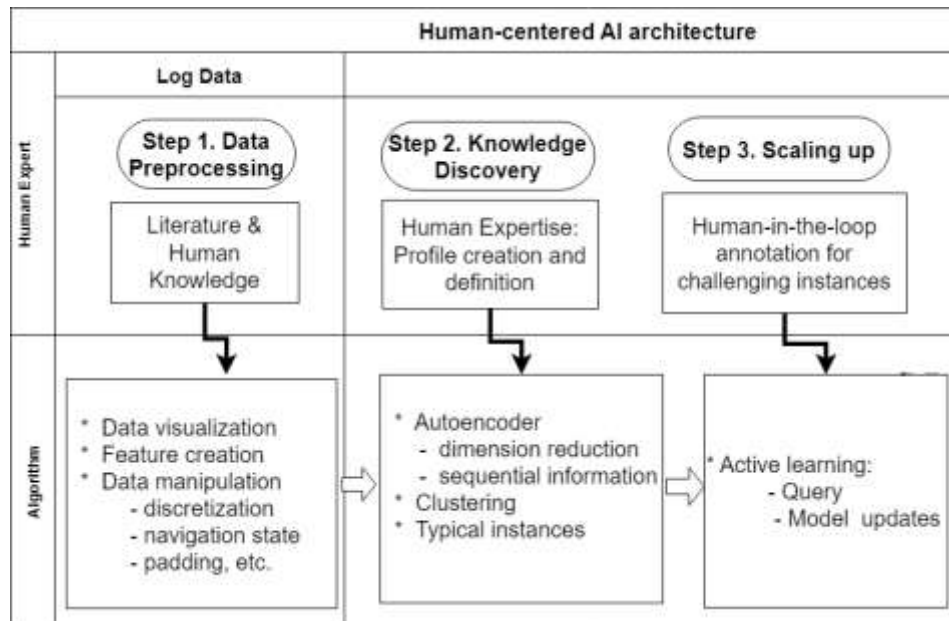 Human-centered AI architecture
Log Data
Human Expert
Step 1. Data
Preprocessing
Step 2. Knowledge
Discovery
Step 3. Scaling up
Literature &
Human
Knowledge
Human Expertise:
Profile creation and
definition
Human-in-the-loop
annotation for
challenging instances
Algorithm
* Data visualization
* Feature creation
* Data manipulation
- discretization
- navigation state
- padding, etc.
* Autoencoder
- dimension reduction
- sequential information
* Clustering
* Typical instances
* Active learning:
- Query
- Model updates